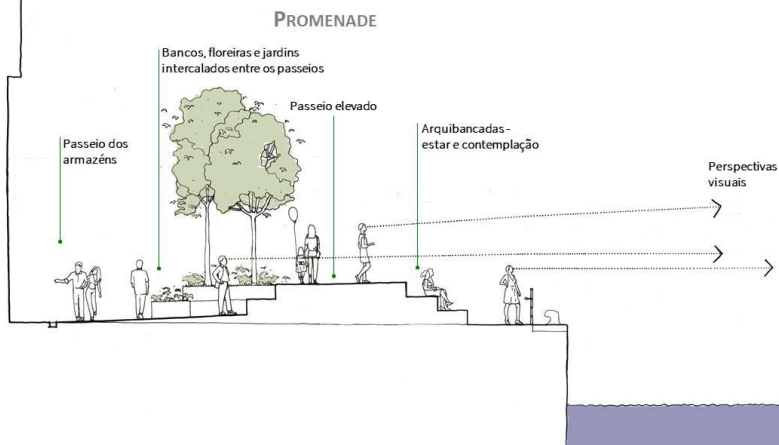 PROMENADE
Bancos, floreiras e jardins
intercalados entre os passeios
Passeio elevado
Passeio dos
armazéns
Arquibancadas -
estar e contemplação
Perspectivas
visuais